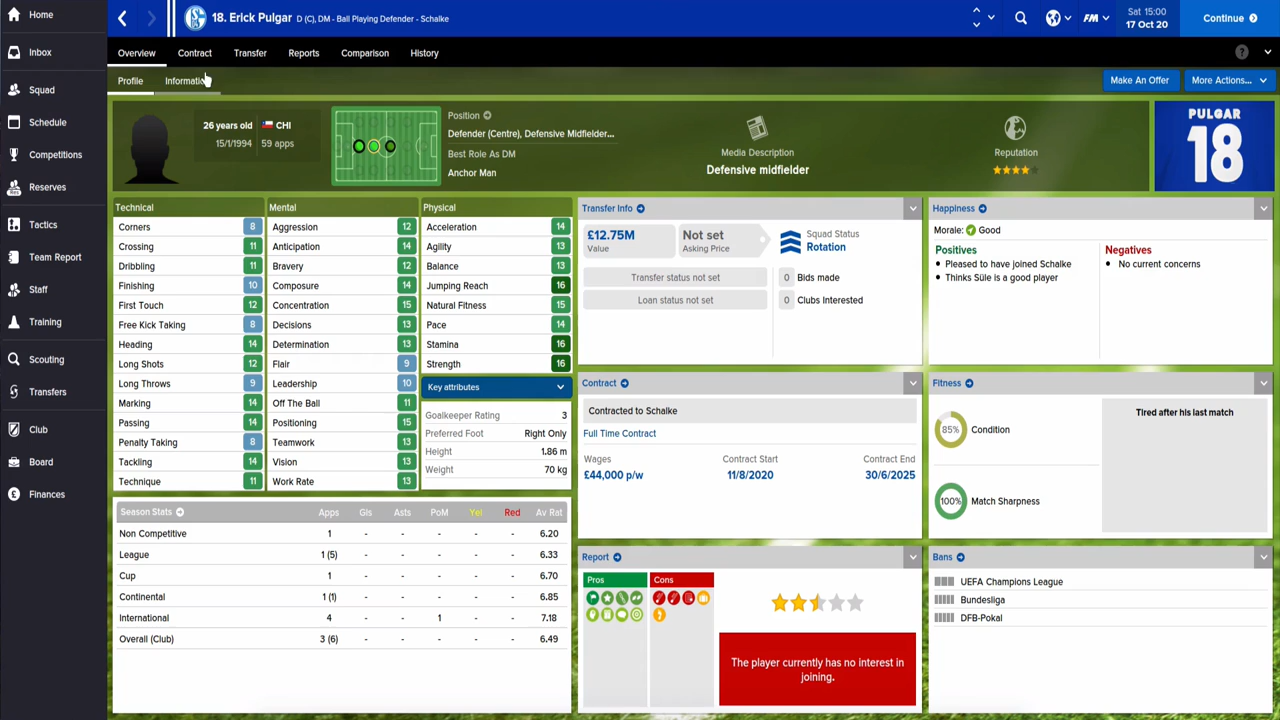 Home
18. Erick Pulgar D (C), DM - Ball Playing Defender - Schalke
FM
Sat 15:00
17 Oct 20
Continue
Inbox
Squad
Schedule
Competitions
Reserves
Tactics
Team Report
Staff
Training
Scouting
Transfers
Club
Board
Finances
Overview Contract Transfer Reports Comparison History
?
Profile Information
Make An Offer
More Actions...
26 years old CHI
15/1/1994 59 apps
Position
Defender (Centre), Defensive Midfielder...
Best Role As DM
Anchor Man
Media Description
Defensive midfielder
Reputation
PULGAR
18
Technical
Corners 8
Crossing 11
Dribbling 11
Finishing 10
First Touch 12
Free Kick Taking 8
Heading 14
Long Shots 12
Long Throws 9
Marking 14
Passing 14
Penalty Taking 8
Tackling 14
Technique 11
Mental
Aggression 12
Anticipation 14
Bravery 12
Composure 14
Concentration 15
Decisions 13
Determination 13
Flair 9
Leadership 10
Off The Ball 11
Positioning 15
Teamwork 13
Vision 13
Work Rate 13
Physical
Acceleration 14
Agility 13
Balance 13
Jumping Reach 16
Natural Fitness 15
Pace 14
Stamina 16
Strength 16
Key attributes
Goalkeeper Rating 3
Preferred Foot Right Only
Height 1.86 m
Weight 70 kg
Season Stats Apps Gls Asts PoM Yel Red Av Rat
Non Competitive 1 - - - - - 6.20
League 1 (5) - - - - - 6.33
Cup 1 - - - - - 6.70
Continental 1 (1) - - - - - 6.85
International 4 - - 1 - - 7.18
Overall (Club) 3 (6) - - - - - 6.49
Transfer Info
£12.75M
Value
Not set
Asking Price
Squad Status
Rotation
Transfer status not set
0 Bids made
Loan status not set
0 Clubs Interested
Happiness
Morale: Good
Positives
Pleased to have joined Schalke
Thinks Süle is a good player
Negatives
No current concerns
Contract
Contracted to Schalke
Full Time Contract
Wages Contract Start Contract End
£44,000 p/w 11/8/2020 30/6/2025
Fitness
85% Condition
100% Match Sharpness
Tired after his last match
Report
Pros
Cons
The player currently has no interest in
joining.
Bans
UEFA Champions League
Bundesliga
DFB-Pokal